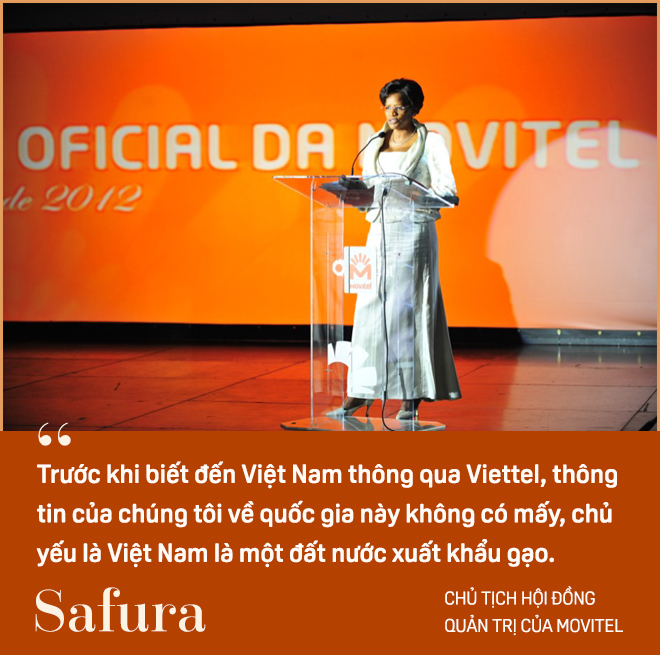 OFICIAL DA MOVITEL
de 2012
M
movitel
“
Trước khi biết đến Việt Nam thông qua Viettel, thông
tin của chúng tôi về quốc gia này không có mấy, chủ
yếu là Việt Nam là một đất nước xuất khẩu gạo.
Safura
CHỦ TỊCH HỘI ĐỒNG
QUẢN TRỊ CỦA MOVITEL